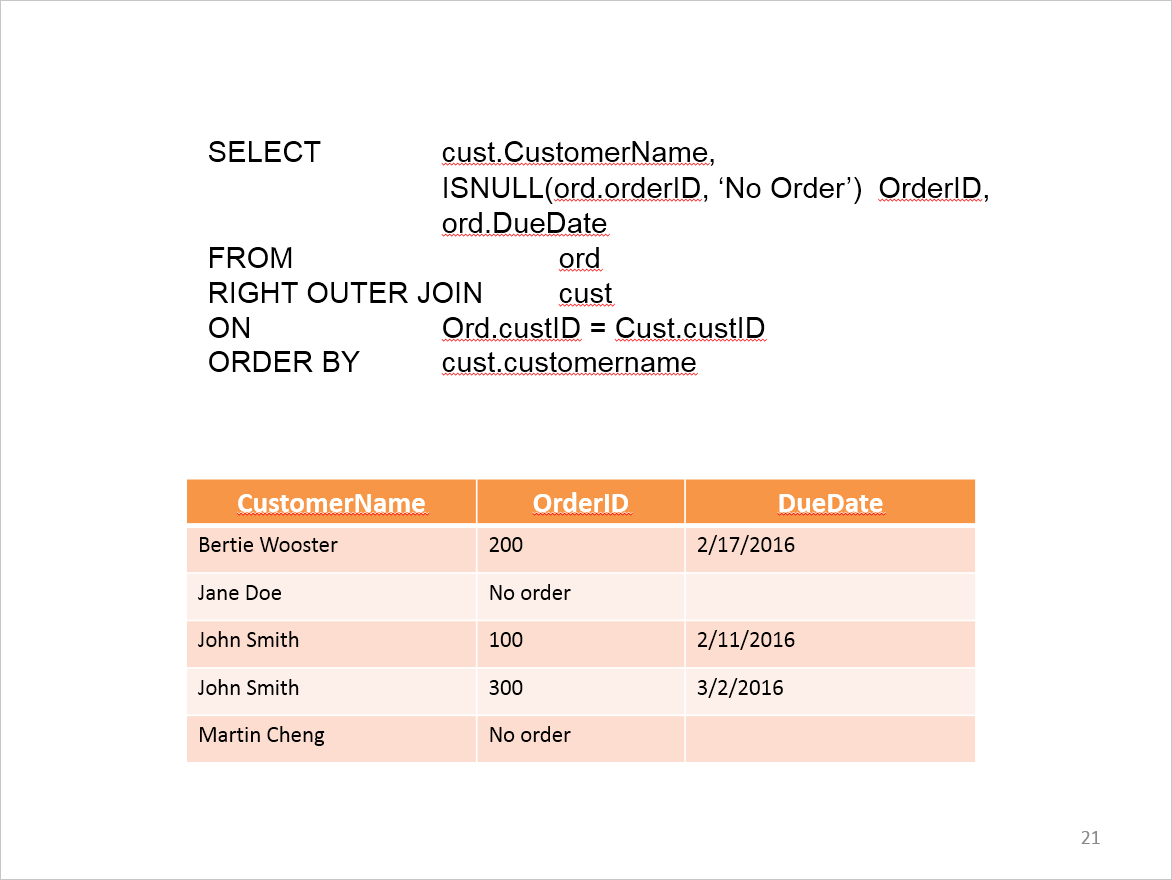 SELECT cust.CustomerName,
ISNULL(ord.orderID, ‘No Order’) OrderID,
ord.DueDate
FROM ord
RIGHT OUTER JOIN cust
ON Ord.custID = Cust.custID
ORDER BY cust.customername
CustomerName OrderID DueDate
Bertie Wooster 200 2/17/2016
Jane Doe No order
John Smith 100 2/11/2016
John Smith 300 3/2/2016
Martin Cheng No order
21